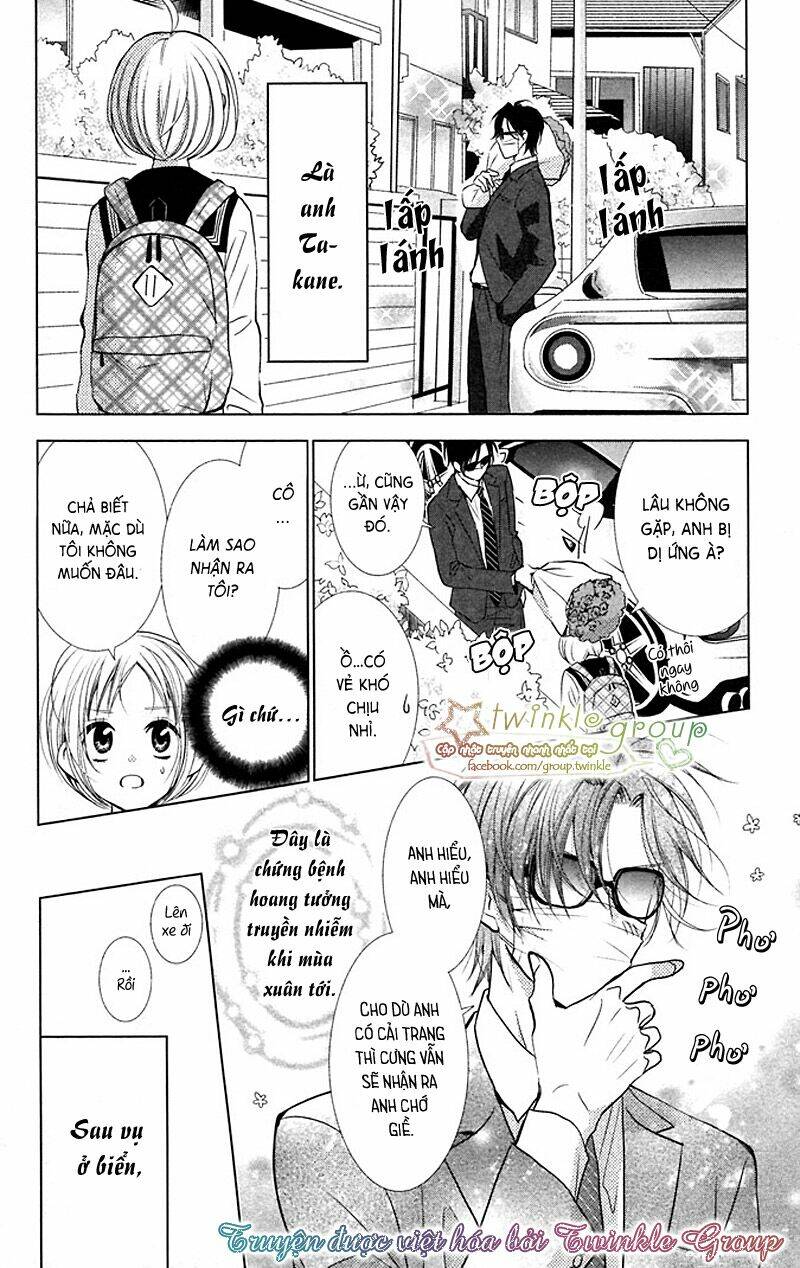 Là
anh
Ta-
kane.
lấp
lánh
lấp
lánh
LÂU KHÔNG
GẶP, ANH BỊ
DỊ ỨNG À?
BỘP
...Ừ, CŨNG
GẦN VẬY
ĐÓ.
Có thôi
ngay
không
BỘP
Ồ...CÓ
VẺ KHÓ
CHỊU
NHỈ.
CÔ
...
LÀM SAO
NHẬN RA
TÔI?
CHẢ BIẾT
NỮA, MẶC DÙ
TÔI KHÔNG
MUỐN ĐÂU.
Gì chứ...
twinkle group
cập nhật truyện nhanh nhất tại
facebook.com/group.twinkle
ANH HIỂU,
ANH HIỂU
MÀ,
CHO DÙ ANH
CÓ CẢI TRANG
THÌ CƯNG VẪN
SẼ NHẬN RA
ANH CHỚ
GIỀ.
Phơ
Phơ
Phơ
Đây là
chứng bệnh
hoang tưởng
truyền nhiễm
khi mùa
xuân tới.
Lên
xe đi
...
Rồi
Sau vụ
ở biển,
Truyện được việt hóa bởi Twinkle Group